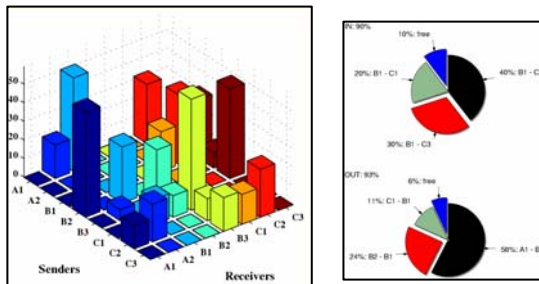 50
40
30
20
10
0
A1
A2
B1
B2
B3
C1
C2
C3
Senders
A1
A2
B1
B2
B3
C1
C2
C3
Receivers
IN: 90%
10%: free
20%: B1 - C1
40%: B1 - C
30%: B1 - C3
OUT: 93%
6%: free
11%: C1 - B1
24%: B2 - B1
58%: A1 - B